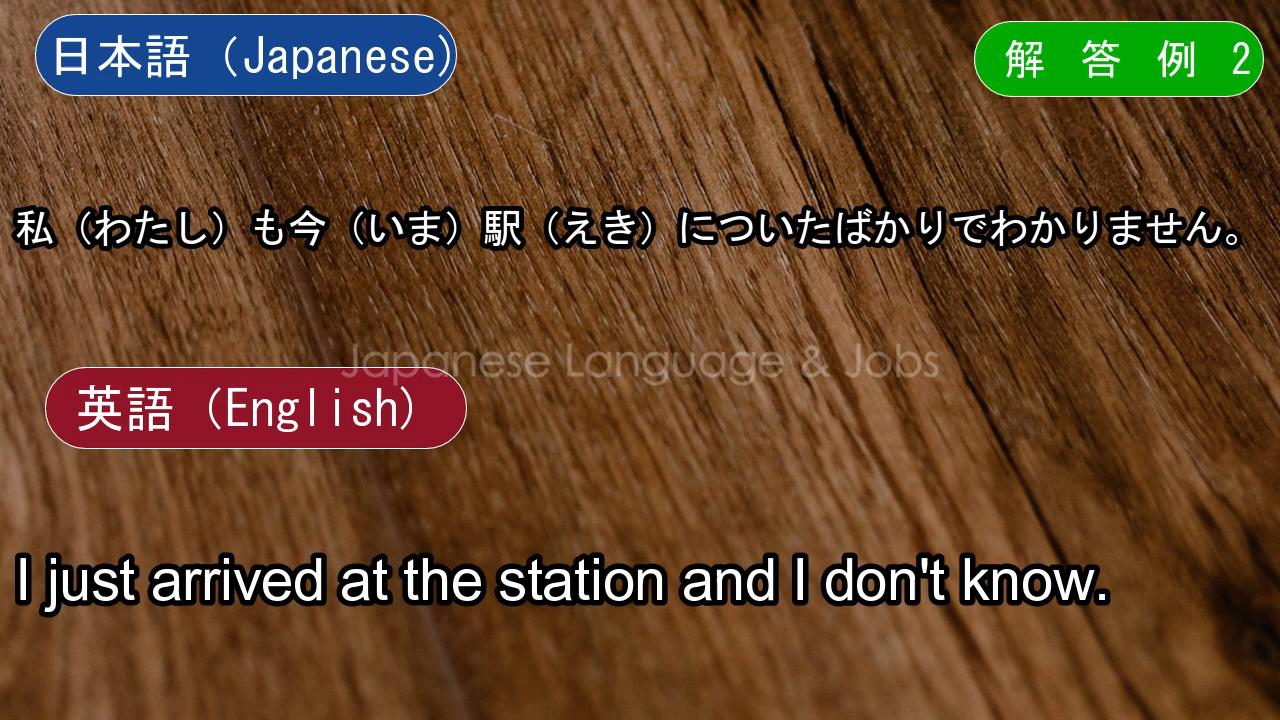 日本語（Japanese)
解 答 例 2
私（わたし）も今（いま）駅（えき）についたばかりでわかりません。
Japanese Language & Jobs
英語（English)
I just arrived at the station and I don't know.